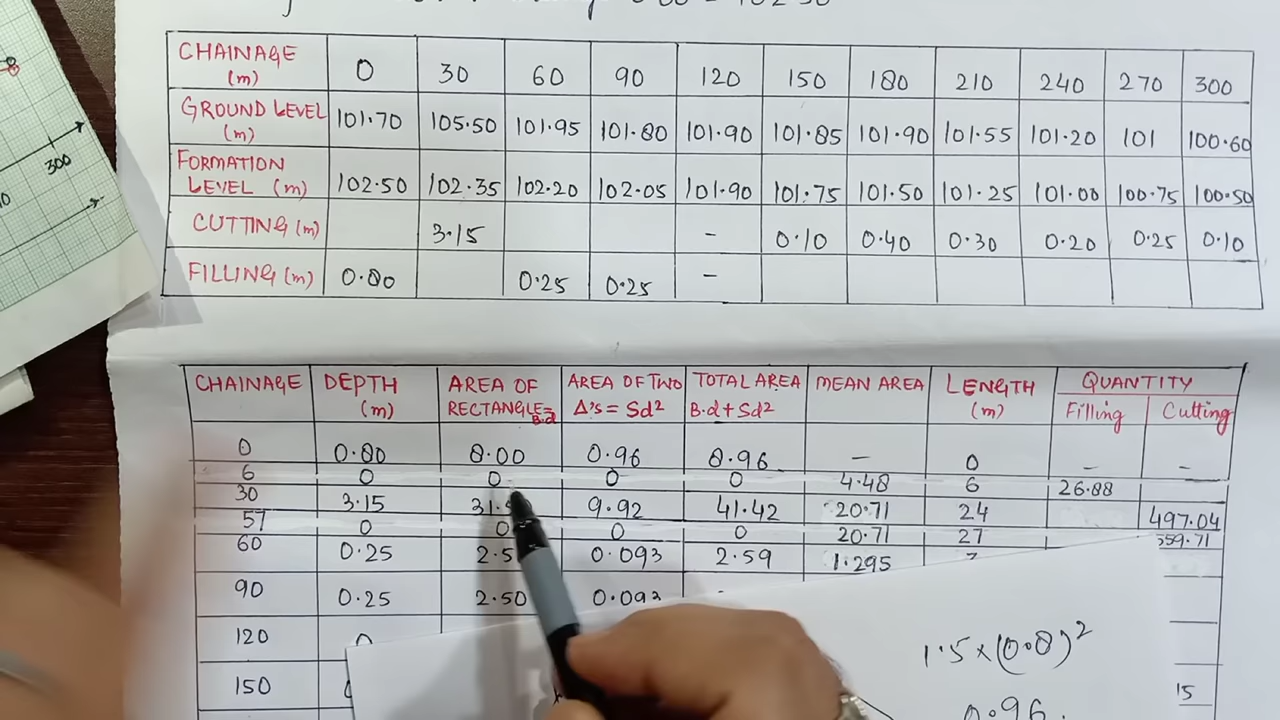 CHAINAGE (m) 0 30 60 90 120 150 180 210 240 270 300
GROUND LEVEL (m) 101.70 105.50 101.95 101.80 101.90 101.85 101.90 101.55 101.20 101 100.60
FORMATION LEVEL (m) 102.50 102.35 102.20 102.05 101.90 101.75 101.50 101.25 101.00 100.75 100.50
CUTTING (m) 3.15 - 0.10 0.40 0.30 0.20 0.25 0.10
FILLING (m) 0.80 0.25 0.25 -
300
CHAINAGE DEPTH (m) AREA OF RECTANGLE= B.d AREA OF TWO Δ's = Sd² TOTAL AREA B.d + Sd² MEAN AREA LENGTH (m) QUANTITY
Filling Cutting
0 0.80 8.00 0.96 8.96 - 0 - -
6 0 0 0 0 4.48 6 26.88
30 3.15 9.92 41.42 20.71 24 497.04
57 0 0 0 0 20.71 27 559.71
60 0.25 0.093 2.59 1.295
90 0.25 2.50
120
150 15
1.5 × (0.8)²
0.96